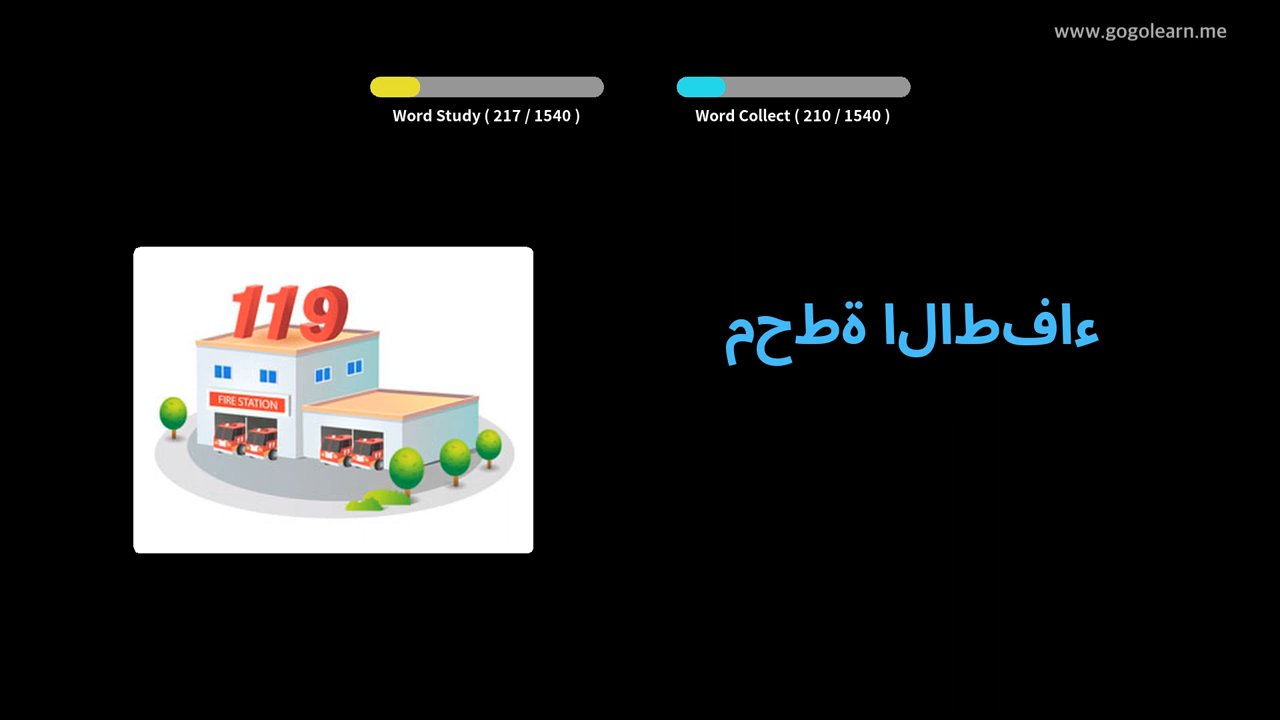 www.gogolearn.me
Word Study ( 217 / 1540 )
Word Collect ( 210 / 1540 )
119
FIRE STATION
محطة الاطفاء